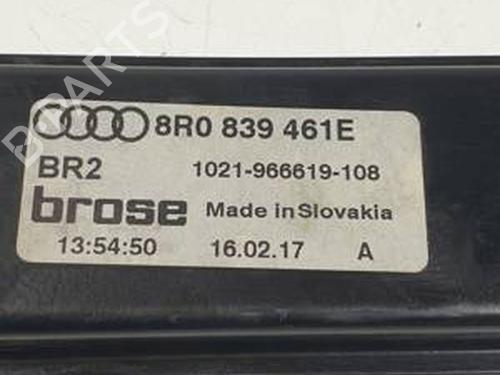 8R0 839 461E
BR2 1021-966619-108
brose Made in Slovakia
13:54:50 16.02.17 A
B-PARTS